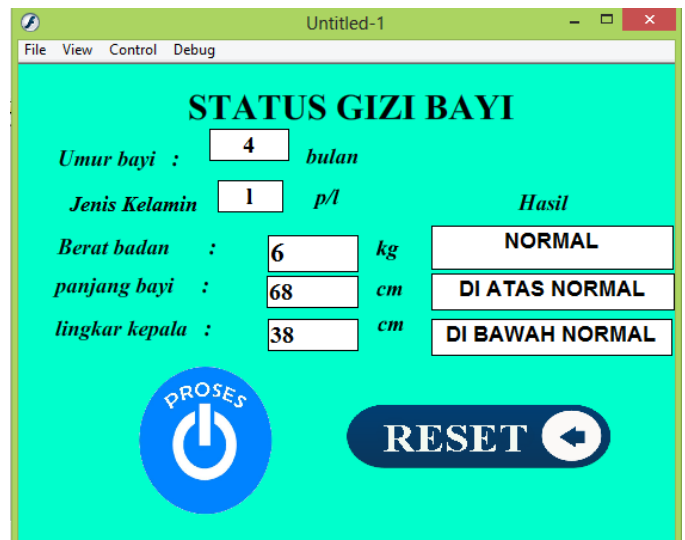 Untitled-1
File View Control Debug
STATUS GIZI BAYI
Umur bayi : 4 bulan
Jenis Kelamin l p/l Hasil
Berat badan : 6 kg NORMAL
panjang bayi : 68 cm DI ATAS NORMAL
lingkar kepala : 38 cm DI BAWAH NORMAL
PROSES
RESET